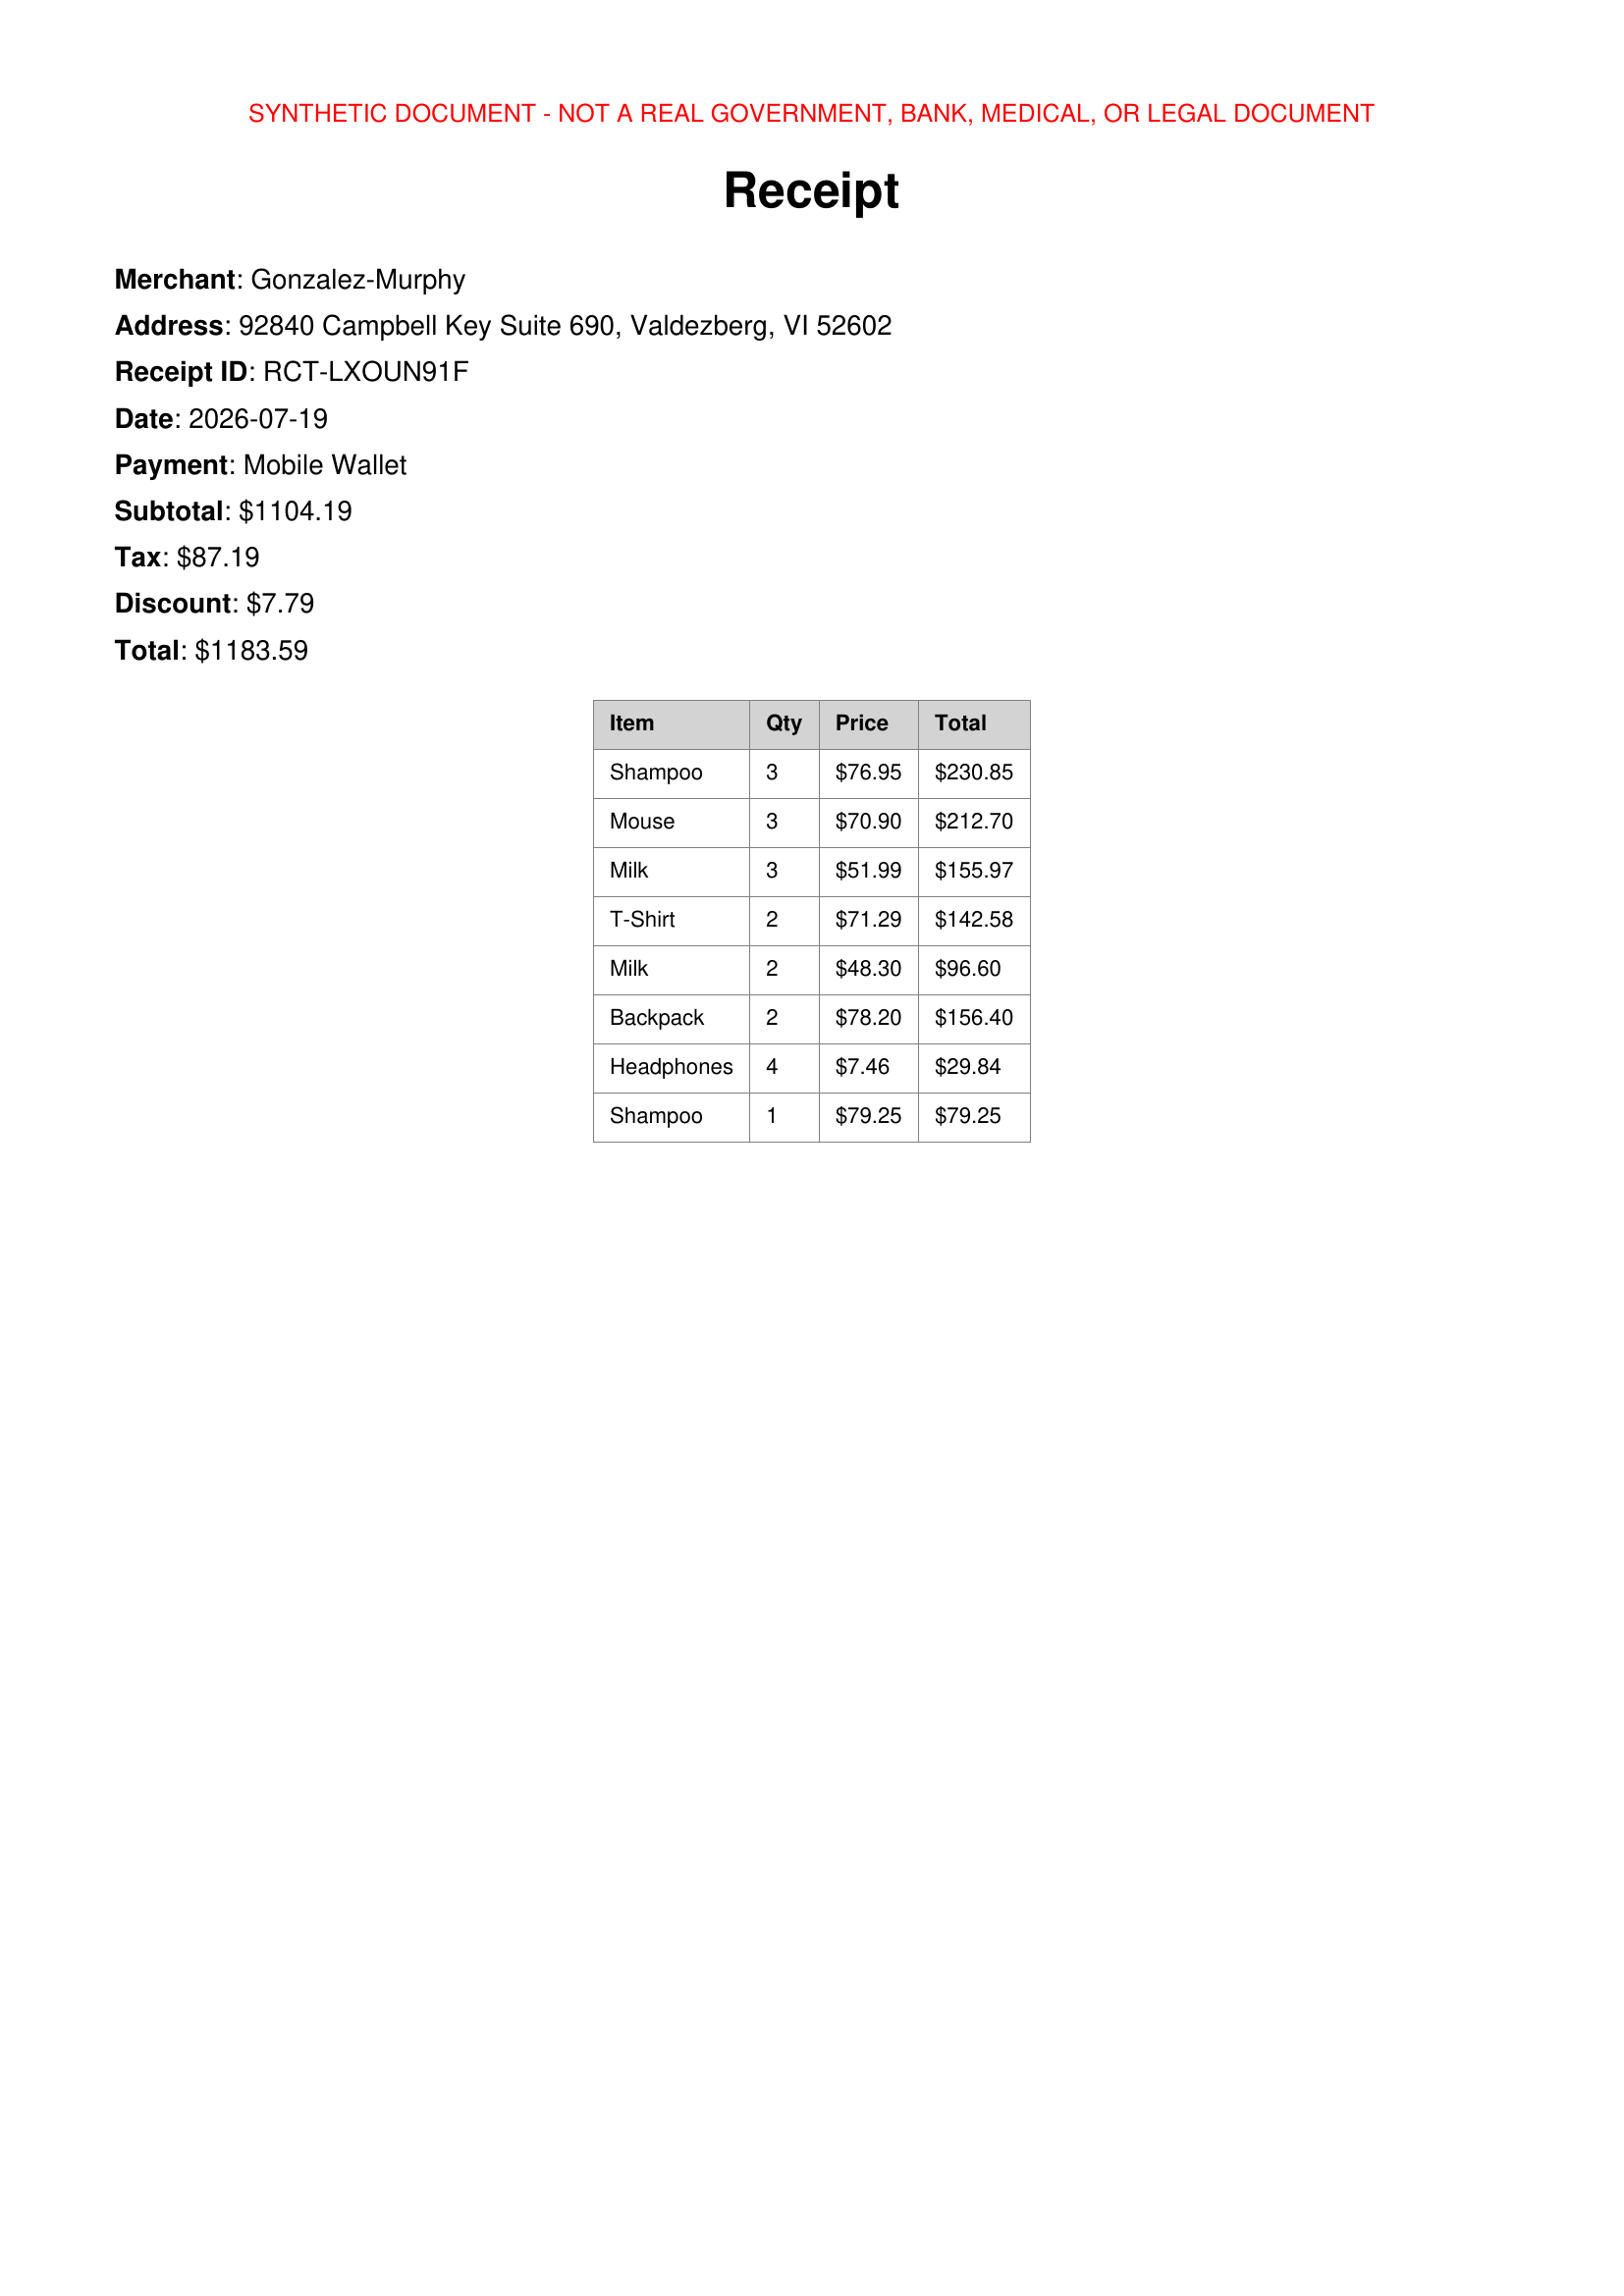 SYNTHETIC DOCUMENT - NOT A REAL GOVERNMENT, BANK, MEDICAL, OR LEGAL DOCUMENT
Receipt
Merchant: Gonzalez-Murphy
Address: 92840 Campbell Key Suite 690, Valdezberg, VI 52602
Receipt ID: RCT-LXOUN91F
Date: 2026-07-19
Payment: Mobile Wallet
Subtotal: $1104.19
Tax: $87.19
Discount: $7.79
Total: $1183.59
Item Qty Price Total
Shampoo 3 $76.95 $230.85
Mouse 3 $70.90 $212.70
Milk 3 $51.99 $155.97
T-Shirt 2 $71.29 $142.58
Milk 2 $48.30 $96.60
Backpack 2 $78.20 $156.40
Headphones 4 $7.46 $29.84
Shampoo 1 $79.25 $79.25